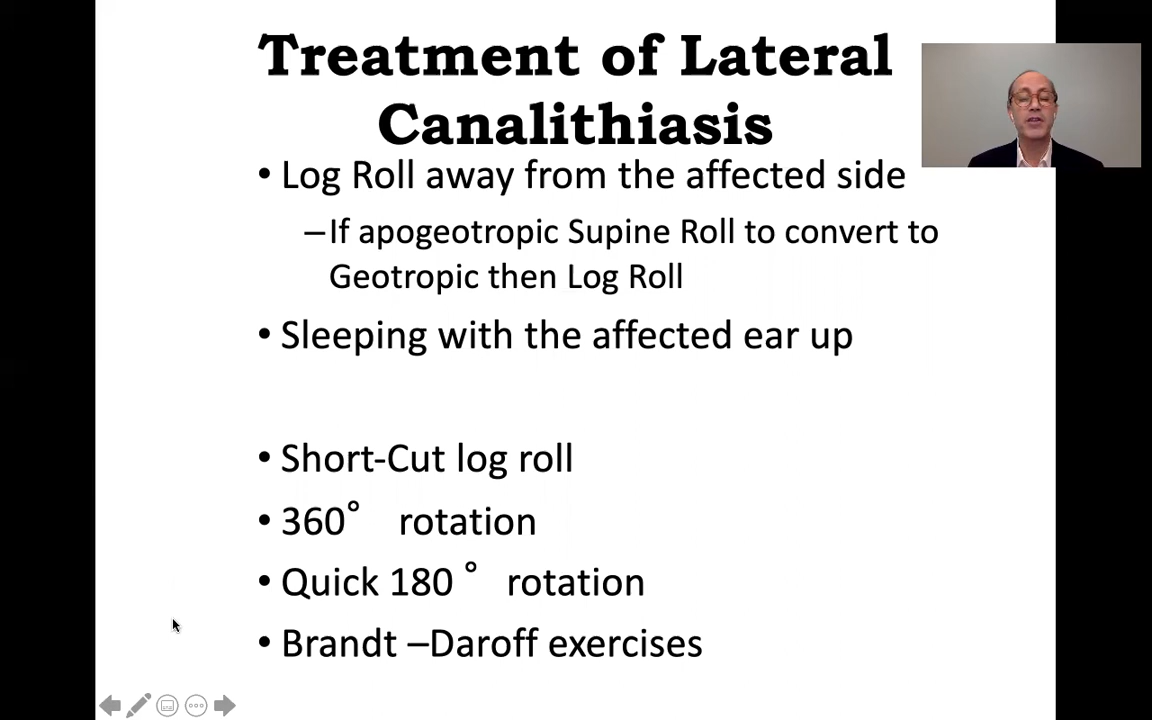 Treatment of Lateral
Canalithiasis
• Log Roll away from the affected side
–If apogeotropic Supine Roll to convert to
Geotropic then Log Roll
• Sleeping with the affected ear up
• Short-Cut log roll
• 360° rotation
• Quick 180 ° rotation
• Brandt –Daroff exercises